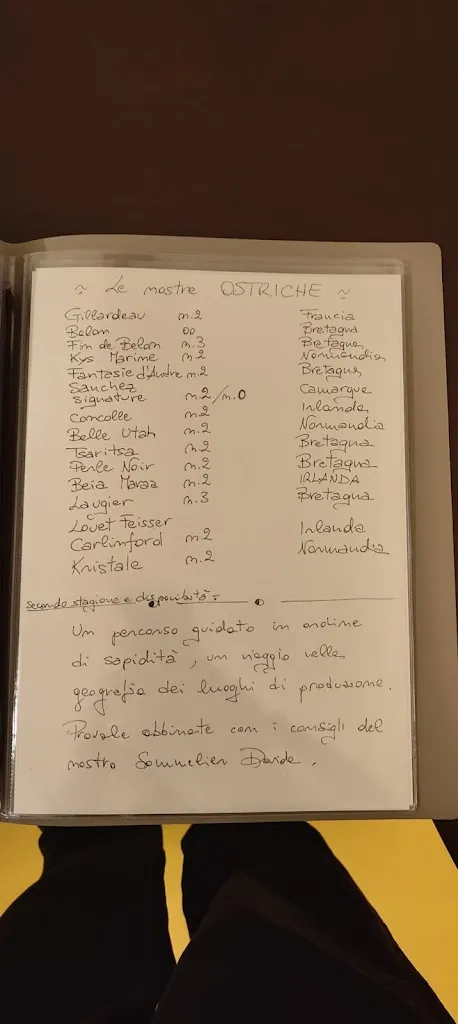 ~ Le nostre OSTRICHE ~
Gillardeau n.2 Francia
Belon 00 Bretagna
Fin de Belon n.3 Bretagna
Kys Marine n.2 Normandia
Fantasie d'Andre n.2 Bretagna
Sanchez
signature n.2/n.0 Camargue
Concolle n.2 Irlanda
Belle Utah n.2 Normandia
Tsaritsa n.2 Bretagna
Perle Noir n.2 Bretagna
Beia Maraa n.2 IRLANDA
Laugier n.3 Bretagna
Louet Feisser
Carlinford n.2 Irlanda
Kristale n.2 Normandia
Secondo stagione e disponibilità:
Un percorso guidato in ordine
di sapidità, un viaggio nella
geografia dei luoghi di produzione.
Provale abbinate con i consigli del
nostro Sommelier Davide.